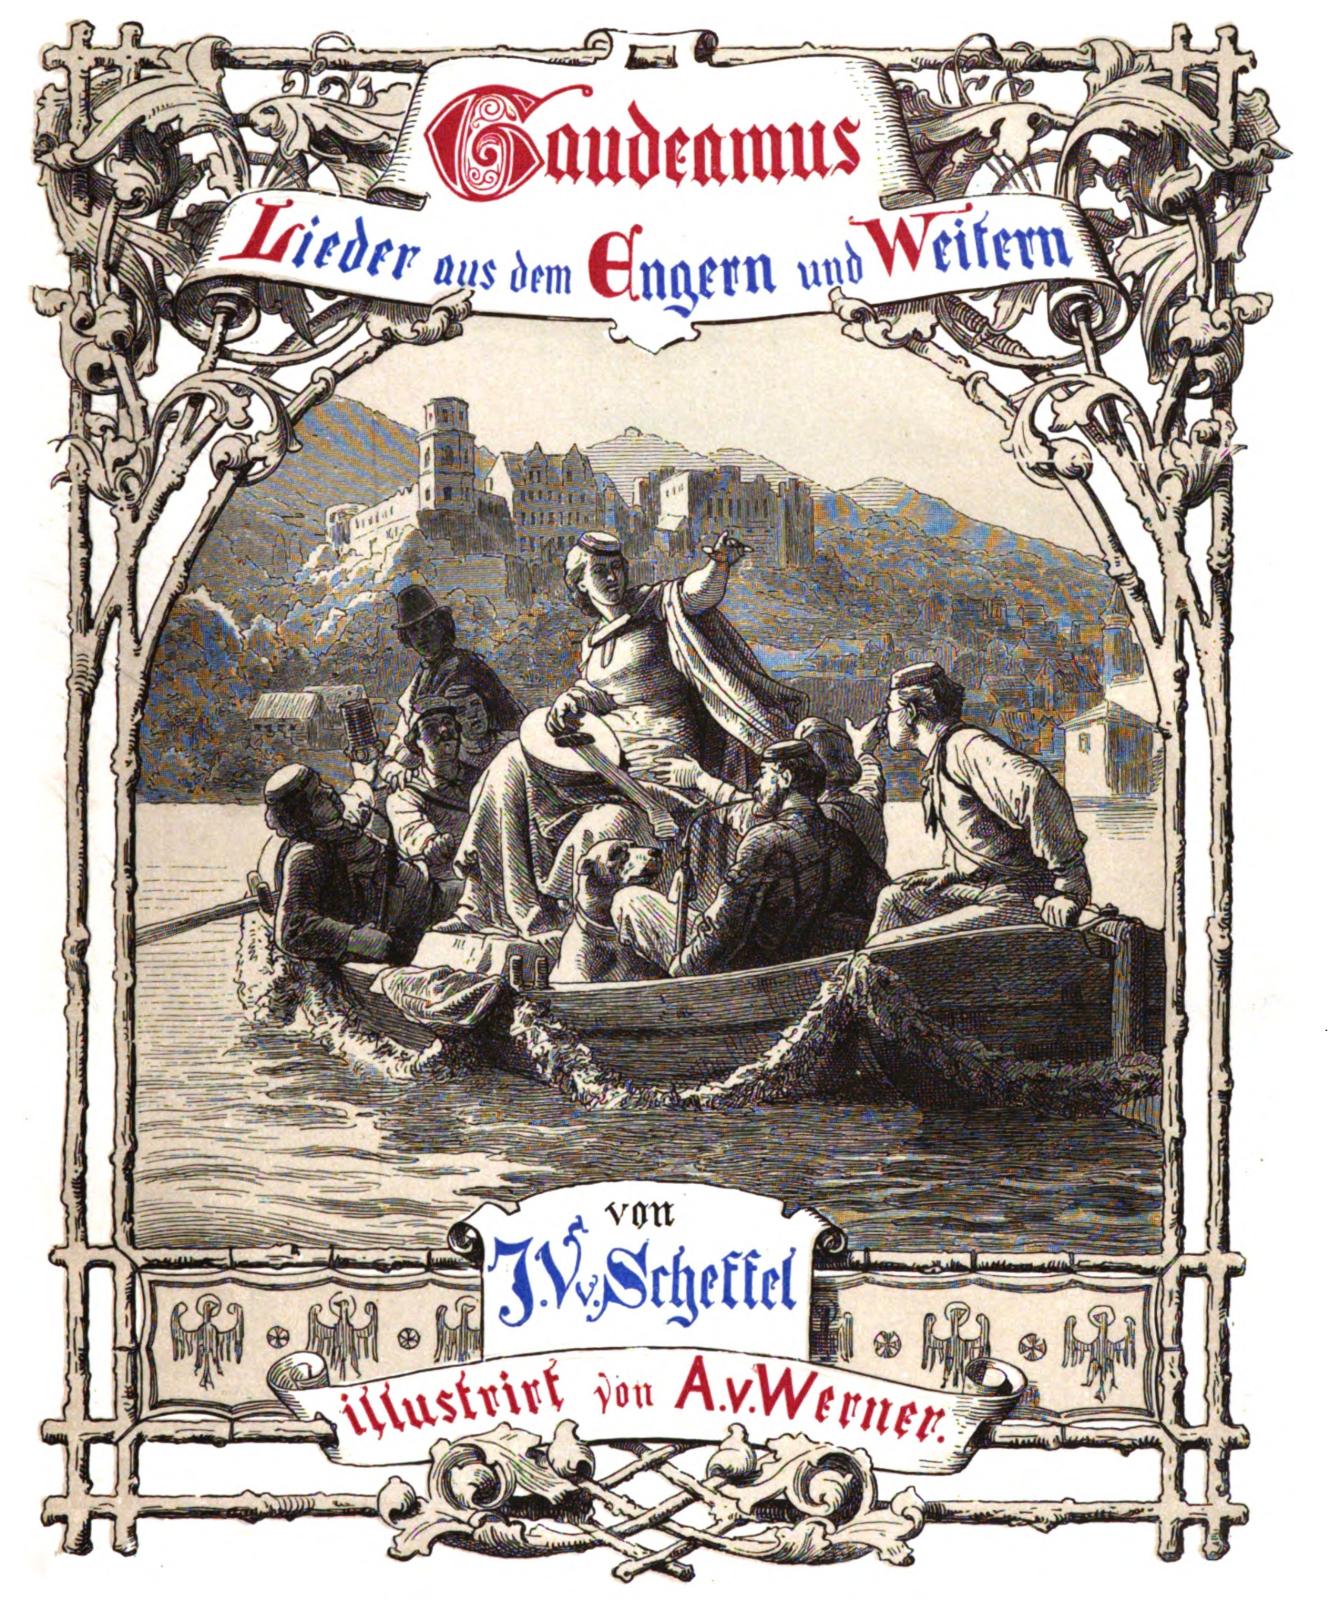 Gaudeamus
Lieder aus dem Engern und Weitern
von
J. V. v. Scheffel
illustrirt von A. v. Werner.